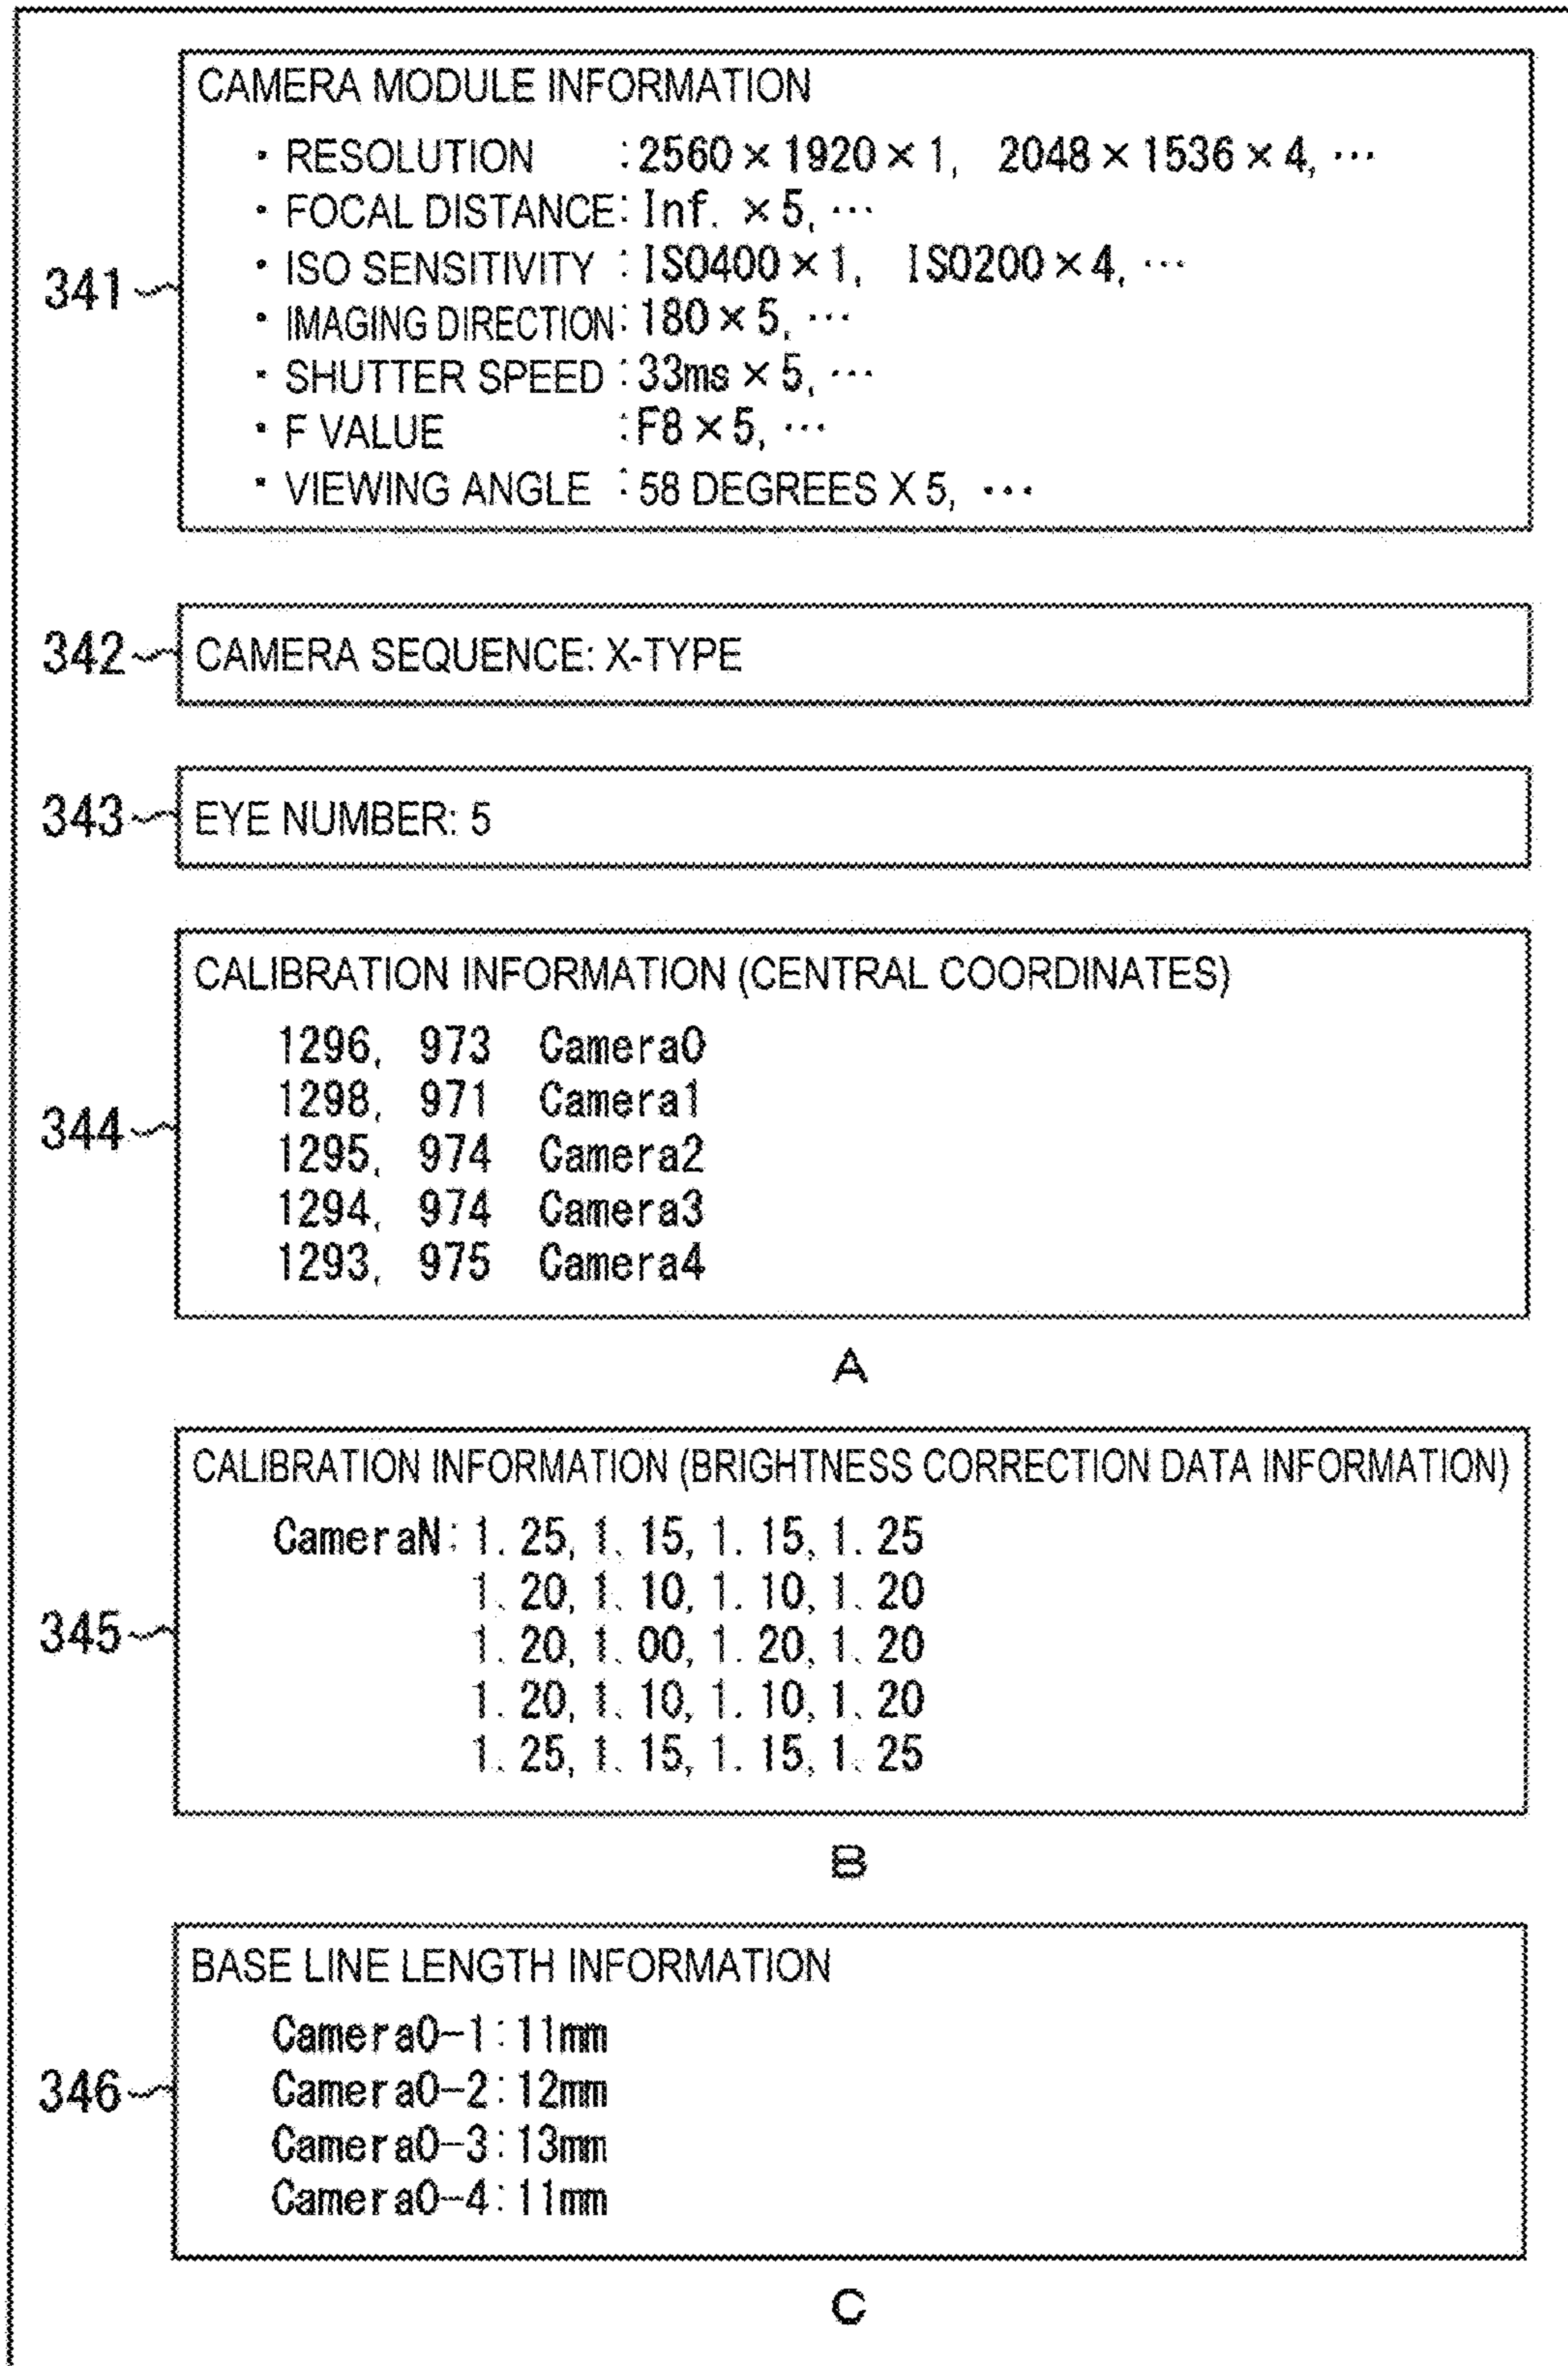 CAMERA MODULE INFORMATION
・RESOLUTION :2560×1920×1, 2048×1536×4, …
・FOCAL DISTANCE:Inf. ×5, …
・ISO SENSITIVITY :ISO400×1, ISO200×4, …
・IMAGING DIRECTION:180×5, …
・SHUTTER SPEED :33ms×5, …
・F VALUE :F8×5, …
・VIEWING ANGLE :58 DEGREES X 5, …
341
342
CAMERA SEQUENCE: X-TYPE
343
EYE NUMBER: 5
CALIBRATION INFORMATION (CENTRAL COORDINATES)
1296, 973 Camera0
1298, 971 Camera1
1295, 974 Camera2
1294, 974 Camera3
1293, 975 Camera4
344
A
CALIBRATION INFORMATION (BRIGHTNESS CORRECTION DATA INFORMATION)
CameraN:1.25,1.15,1.15,1.25
1.20,1.10,1.10,1.20
1.20,1.00,1.20,1.20
1.20,1.10,1.10,1.20
1.25,1.15,1.15,1.25
345
B
BASE LINE LENGTH INFORMATION
Camera0-1:11mm
Camera0-2:12mm
Camera0-3:13mm
Camera0-4:11mm
346
C